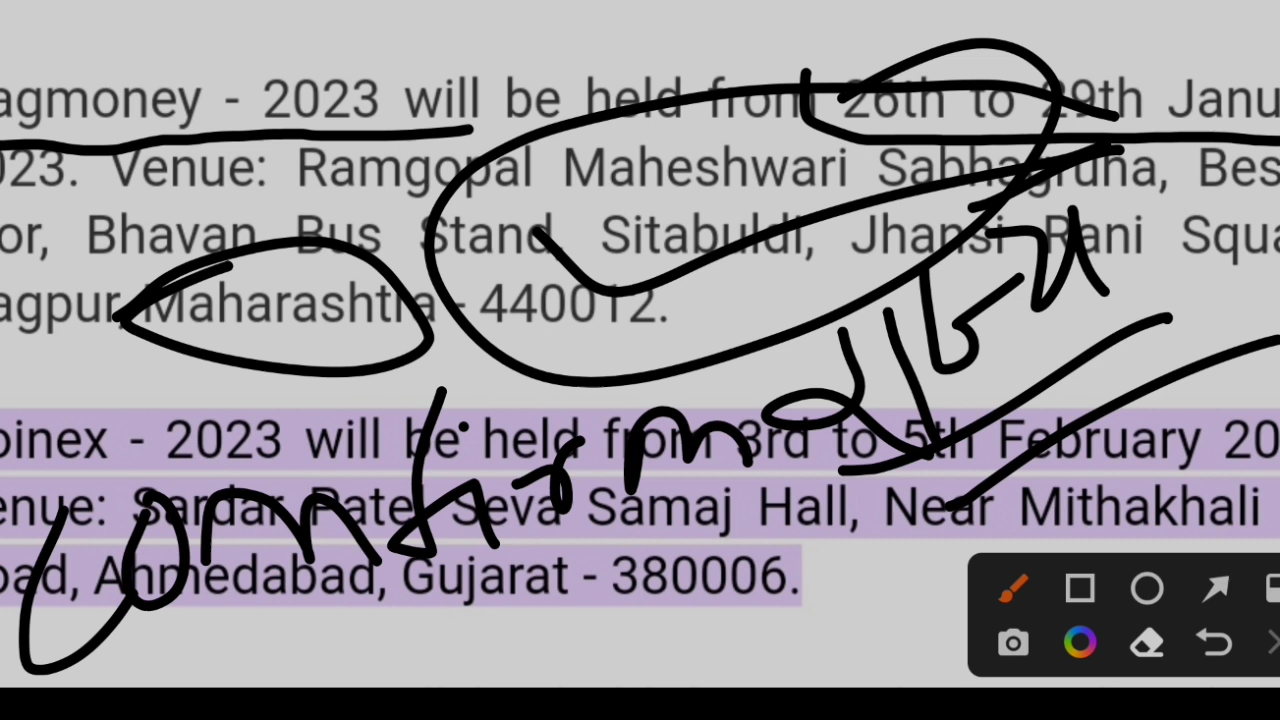 agmoney - 2023 will be held from 26th to 29th Janu
023. Venue: Ramgopal Maheshwari Sabhagruha, Bes
or, Bhavan Bus Stand Sitabuldi, Jhansi Rani Squa
agpur, Maharashtra - 440012.
oinex - 2023 will be held from 3rd to 5th February 20
enue: Sardar Patel Seva Samaj Hall, Near Mithakhali
oad, Ahmedabad, Gujarat - 380006.